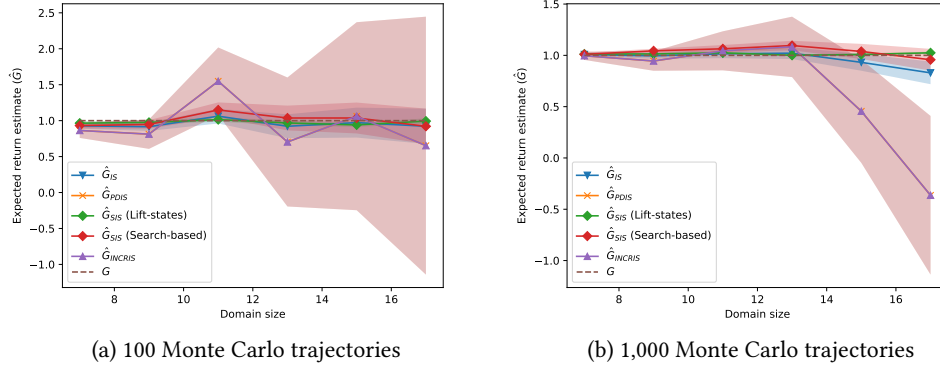 2.5
2.0
1.5
1.0
0.5
0.0
−0.5
−1.0
Expected return estimate (Ĝ)
Ĝ_IS
Ĝ_PDIS
Ĝ_SIS (Lift-states)
Ĝ_SIS (Search-based)
Ĝ_INCRIS
G
8 10 12 14 16
Domain size
(a) 100 Monte Carlo trajectories
1.5
1.0
0.5
0.0
−0.5
−1.0
Expected return estimate (Ĝ)
Ĝ_IS
Ĝ_PDIS
Ĝ_SIS (Lift-states)
Ĝ_SIS (Search-based)
Ĝ_INCRIS
G
8 10 12 14 16
Domain size
(b) 1,000 Monte Carlo trajectories